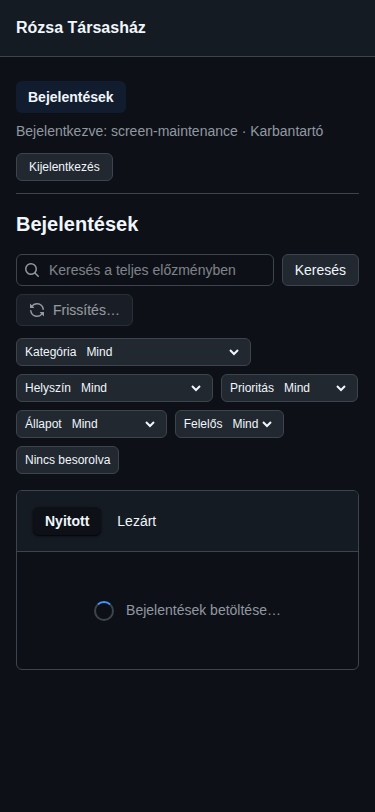 Rózsa Társasház
Bejelentések
Bejelentkezve: screen-maintenance · Karbantartó
Kijelentkezés
Bejelentések
Keresés a teljes előzményben Keresés
Frissítés…
Kategória Mind
Helyszín Mind Prioritás Mind
Állapot Mind Felelős Mind
Nincs besorolva
Nyitott Lezárt
Bejelentések betöltése…